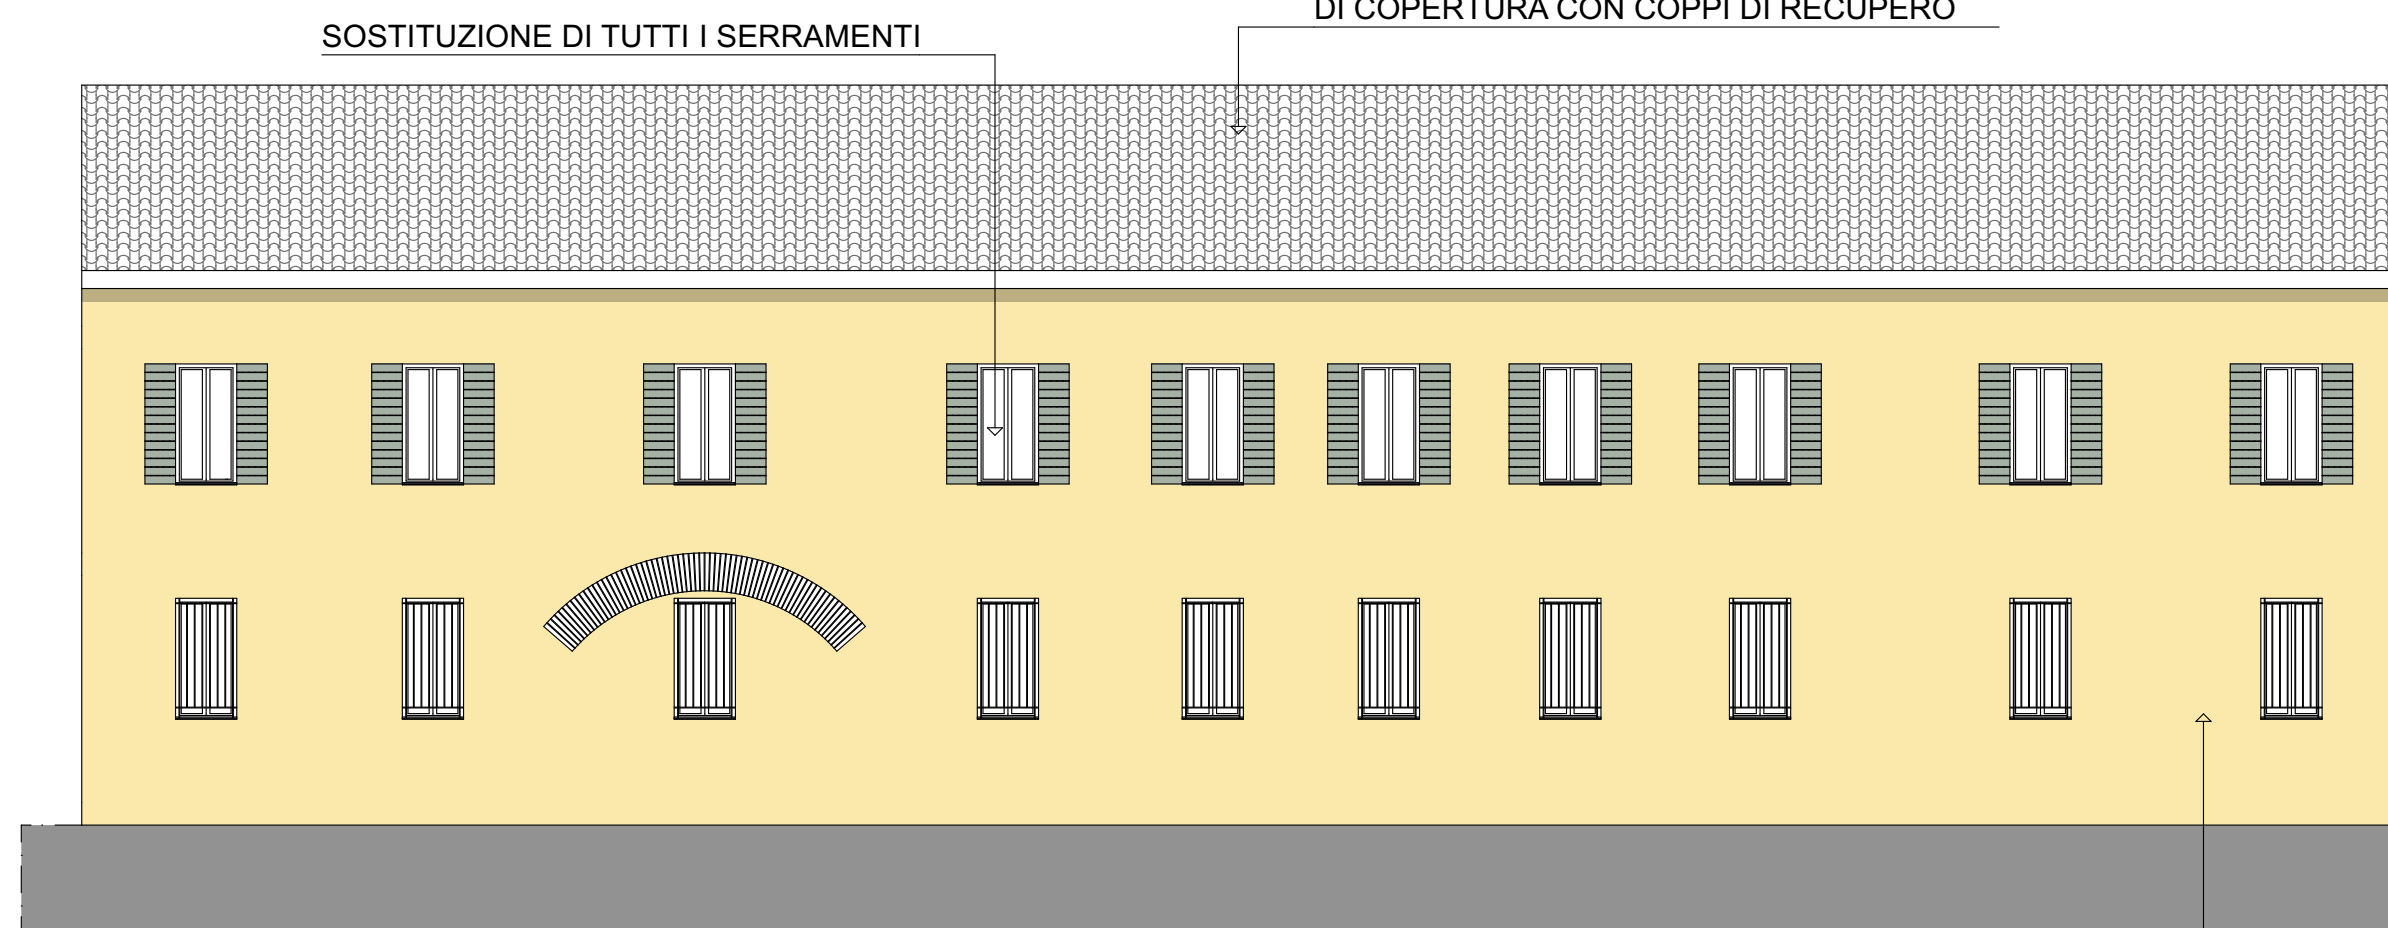 SOSTITUZIONE DI TUTTI I SERRAMENTI
DI COPERTURA CON COPPI DI RECUPERO